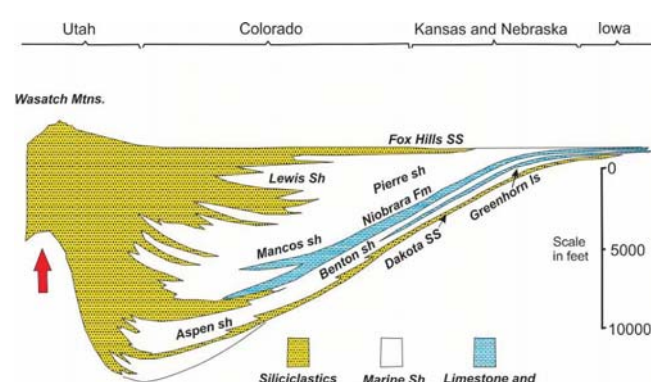 Utah Colorado Kansas and Nebraska Iowa
Wasatch Mtns.
Fox Hills SS
Lewis Sh
Pierre sh
Niobrara Fm
Greenhorn ls
Mancos sh
Benton sh
Dakota SS
Aspen sh
0
Scale
in feet
5000
10000
Siliciclastics Marine Sh Limestone and